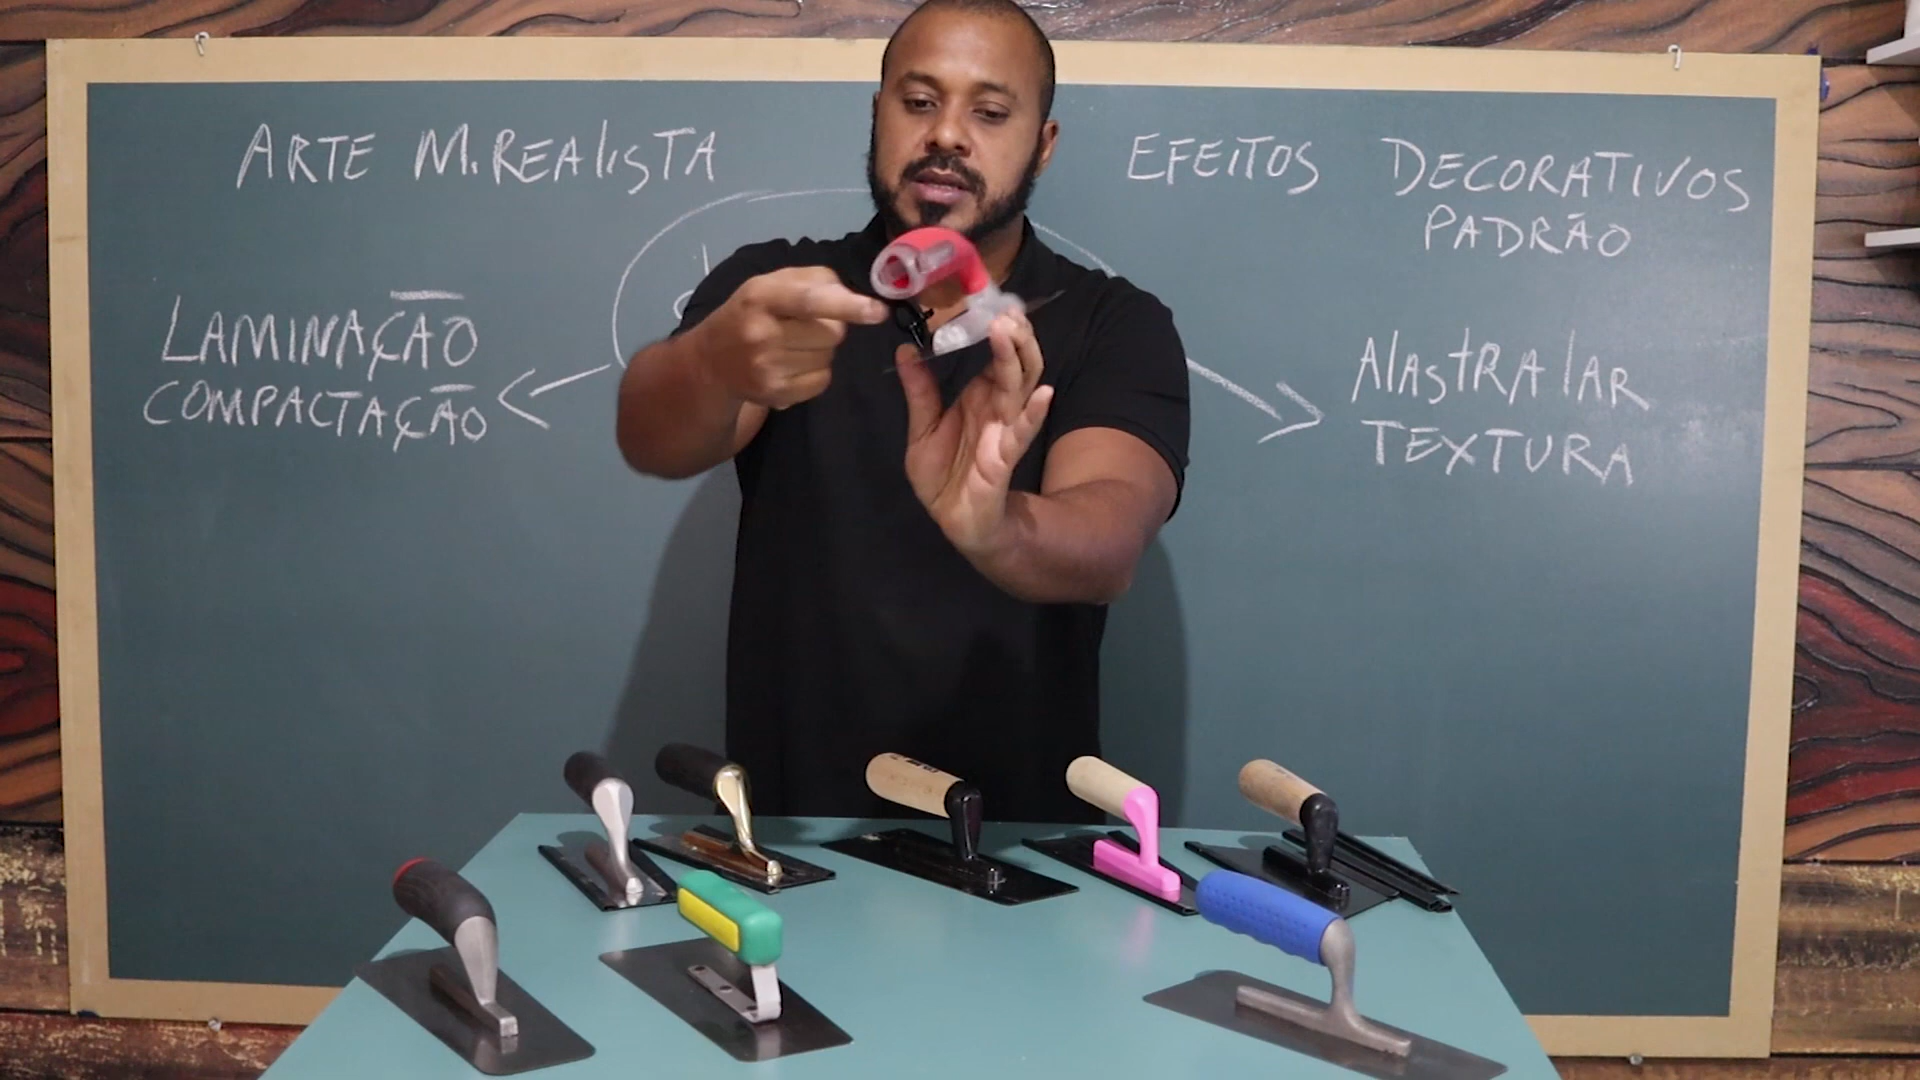 ARTE M.REAlisTA
EFEITOS DECORATIVOS
PADRÃO
LAMINAÇÃO
COMPACTAÇÃO
AlAstRAlAR
TEXTURA